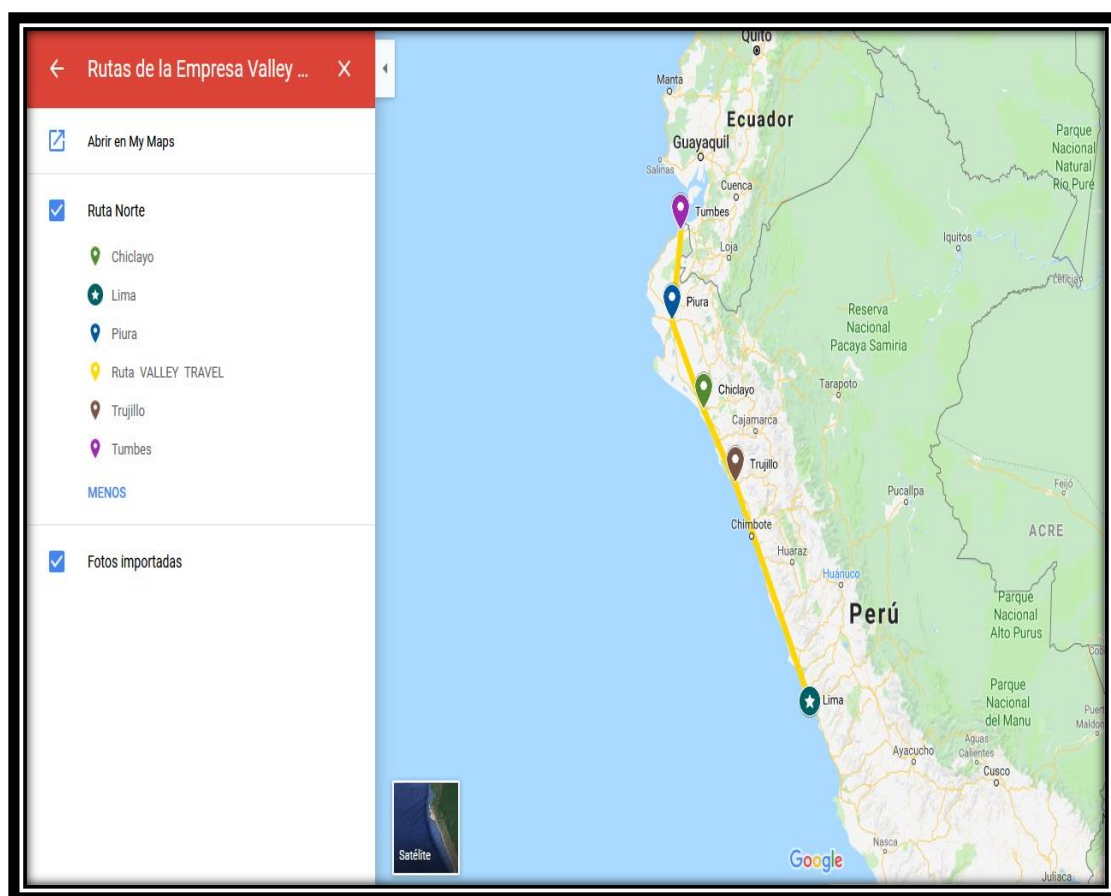 Rutas de la Empresa Valley ...
Abrir en My Maps
Ruta Norte
Chiclayo
Lima
Piura
Ruta VALLEY TRAVEL
Trujillo
Tumbes
MENOS
Fotos importadas
Quito
Manta
Ecuador
Guayaquil
Salinas
Cuenca
Tumbes
Loja
Parque
Nacional
Natural
Río Puré
Iquitos
Leticia
Piura
Reserva
Nacional
Pacaya Samiria
Chiclayo
Tarapoto
Cajamarca
Trujillo
Pucallpa
Feijó
Chimbote
ACRE
Huaraz
Huánuco
Perú
Parque
Nacional
Alto Purus
Lima
Parque
Nacional
del Manu
Ayacucho
Aguas
Calientes
Cusco
Nasca
Juliaca
Satélite
Google